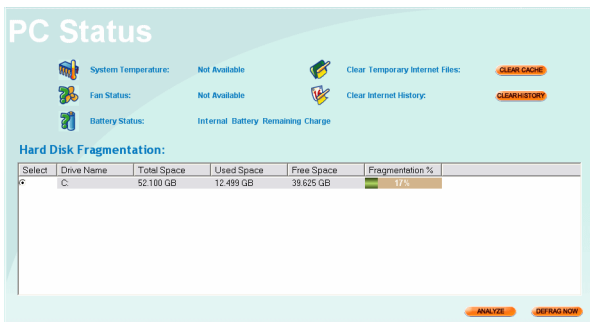 PC Status
System Temperature: Not Available Clear Temporary Internet Files: CLEAR CACHE
Fan Status: Not Available Clear Internet History: CLEAR HISTORY
Battery Status: Internal Battery Remaining Charge
Hard Disk Fragmentation:
Select Drive Name Total Space Used Space Free Space Fragmentation %
C: 52.100 GB 12.499 GB 39.625 GB 17%
ANALYZE DEFRAG NOW